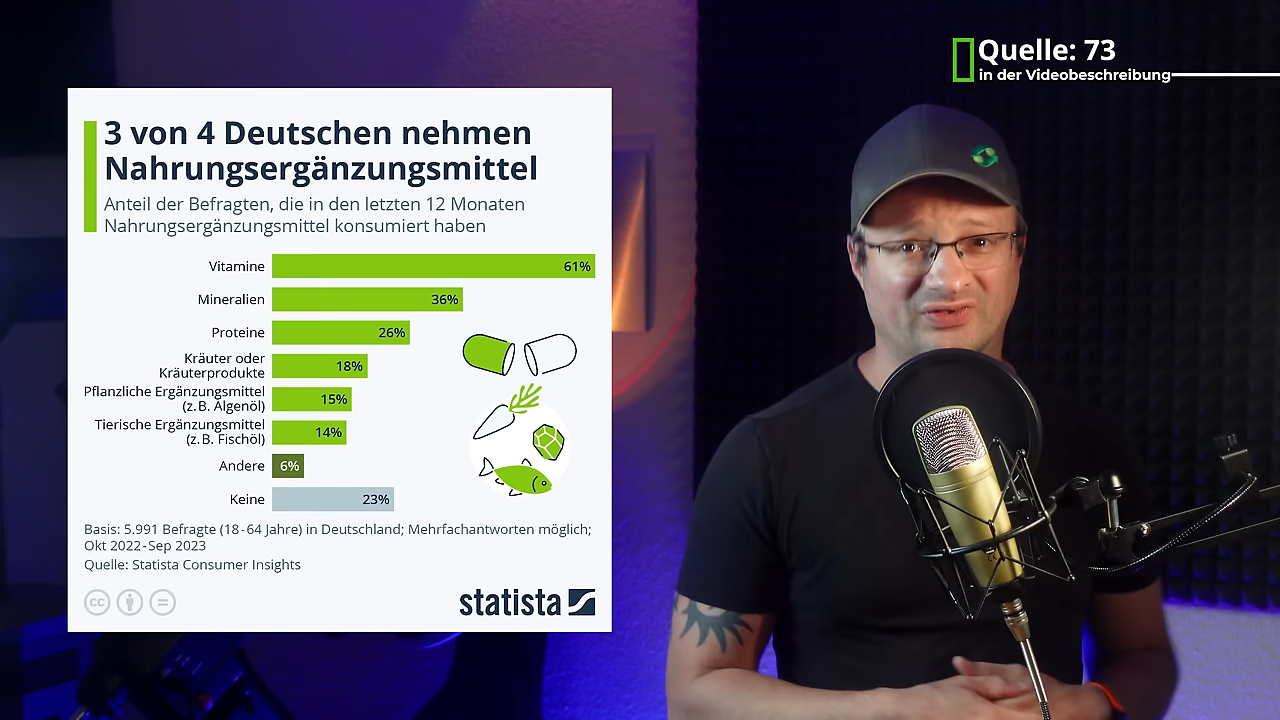 Quelle: 73
in der Videobeschreibung
3 von 4 Deutschen nehmen
Nahrungsergänzungsmittel
Anteil der Befragten, die in den letzten 12 Monaten
Nahrungsergänzungsmittel konsumiert haben
Vitamine 61%
Mineralien 36%
Proteine 26%
Kräuter oder
Kräuterprodukte 18%
Pflanzliche Ergänzungsmittel
(z.B. Algenöl) 15%
Tierische Ergänzungsmittel
(z.B. Fischöl) 14%
Andere 6%
Keine 23%
Basis: 5.991 Befragte (18-64 Jahre) in Deutschland; Mehrfachantworten möglich;
Okt 2022-Sep 2023
Quelle: Statista Consumer Insights
cc
statista